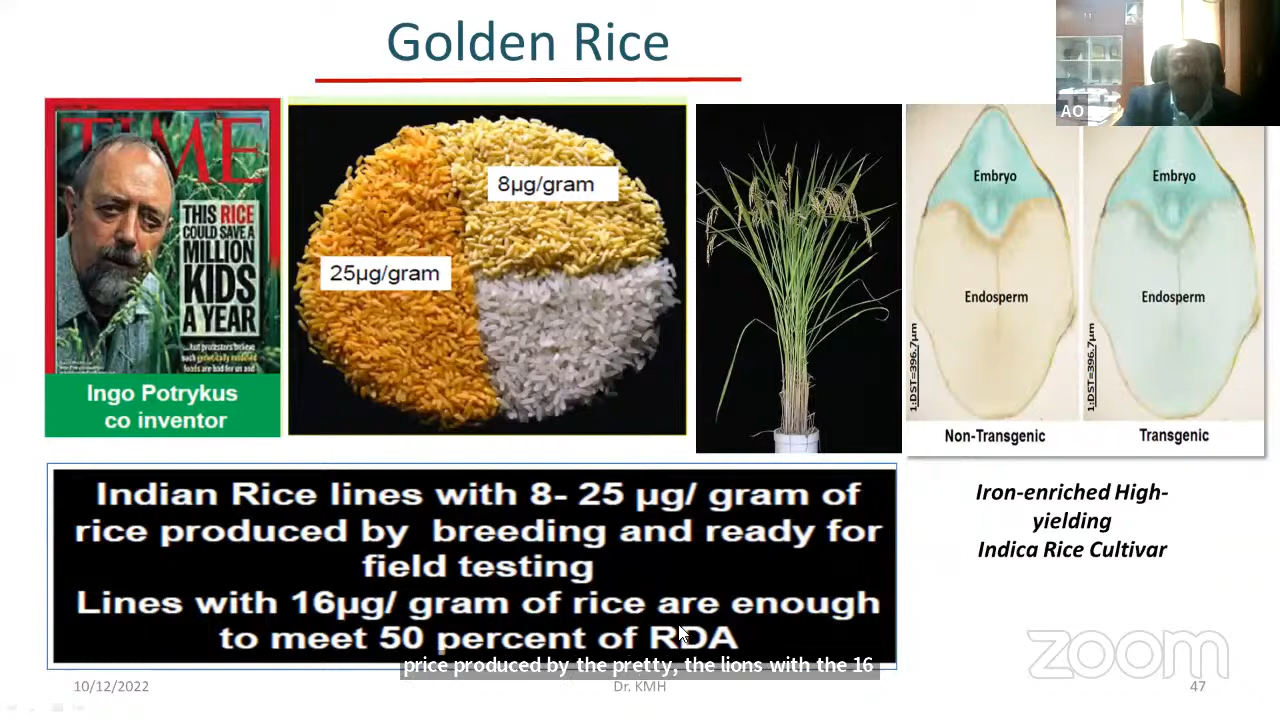 Golden Rice
AO
TIME
THIS RICE
COULD SAVE A
MILLION
KIDS
A YEAR
...but protesters believe
such genetically modified
foods are bad for us and
Ingo Potrykus
co inventor
8µg/gram
25µg/gram
Embryo
Endosperm
1:DST=396.7µm
Non-Transgenic
Embryo
Endosperm
1:DST=396.7µm
Transgenic
Iron-enriched High-
yielding
Indica Rice Cultivar
Indian Rice lines with 8- 25 µg/ gram of
rice produced by breeding and ready for
field testing
Lines with 16µg/ gram of rice are enough
to meet 50 percent of RDA
price produced by the pretty, the lions with the 16
zoom
10/12/2022
Dr. KMH
47